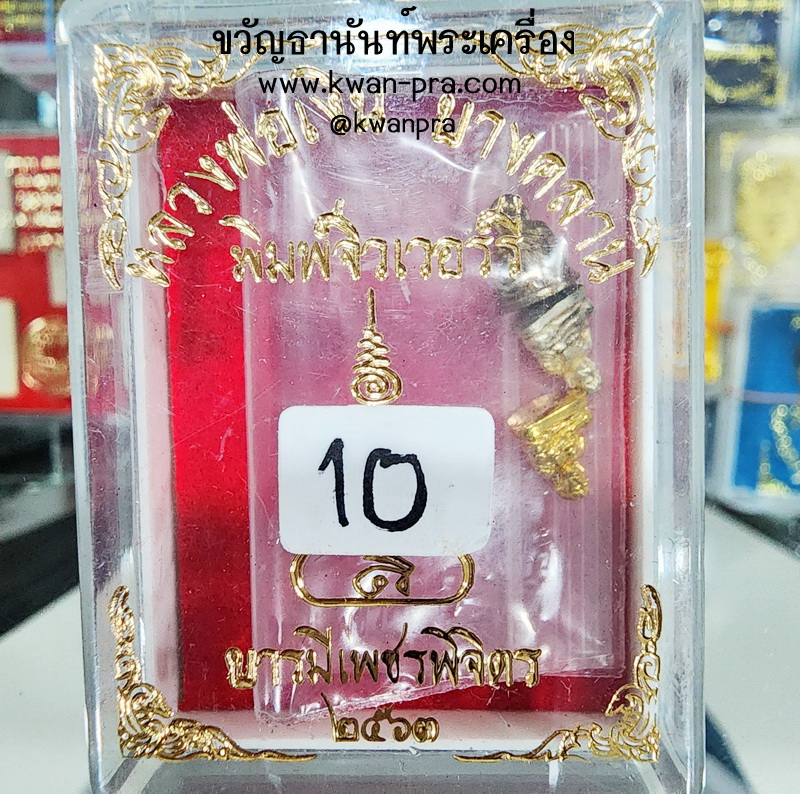 ขวัญธานันท์พระเครื่อง
www.kwan-pra.com
@kwanpra
หลวงพ่อเงิน บางคลาน
พิมพ์จิวเวอร์รี่
10
บารมีเพชรพิจิตร
๒๕๖๓